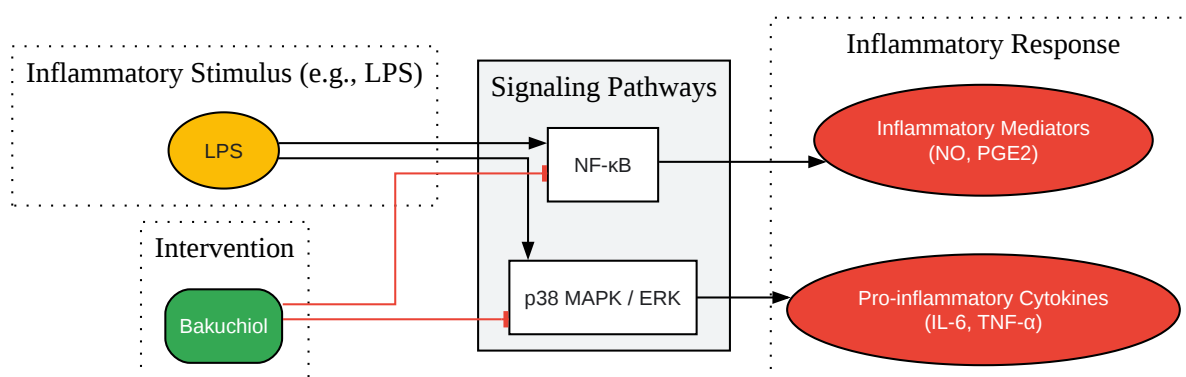 Inflammatory Stimulus (e.g., LPS)
LPS
Intervention
Bakuchiol
Signaling Pathways
NF-κB
p38 MAPK / ERK
Inflammatory Response
Inflammatory Mediators
(NO, PGE2)
Pro-inflammatory Cytokines
(IL-6, TNF-α)